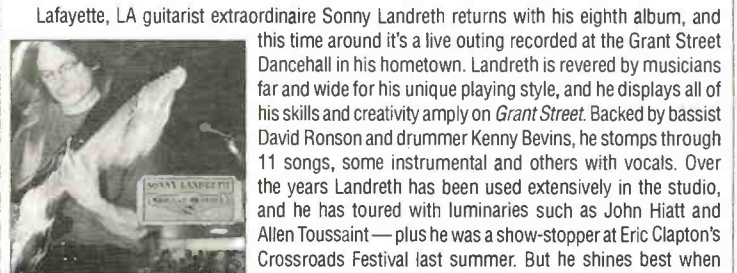 Lafayette, LA guitarist extraordinaire Sonny Landreth returns with his eighth album, and
this time around it's a live outing recorded at the Grant Street
Dancehall in his hometown. Landreth is revered by musicians
far and wide for his unique playing style, and he displays all of
his skills and creativity amply on Grant Street. Backed by bassist
David Ronson and drummer Kenny Bevins, he stomps through
11 songs, some instrumental and others with vocals. Over
the years Landreth has been used extensively in the studio,
and he has toured with luminaries such as John Hiatt and
Allen Toussaint — plus he was a show-stopper at Eric Clapton's
Crossroads Festival last summer. But he shines best when
SONNY LANDRETH